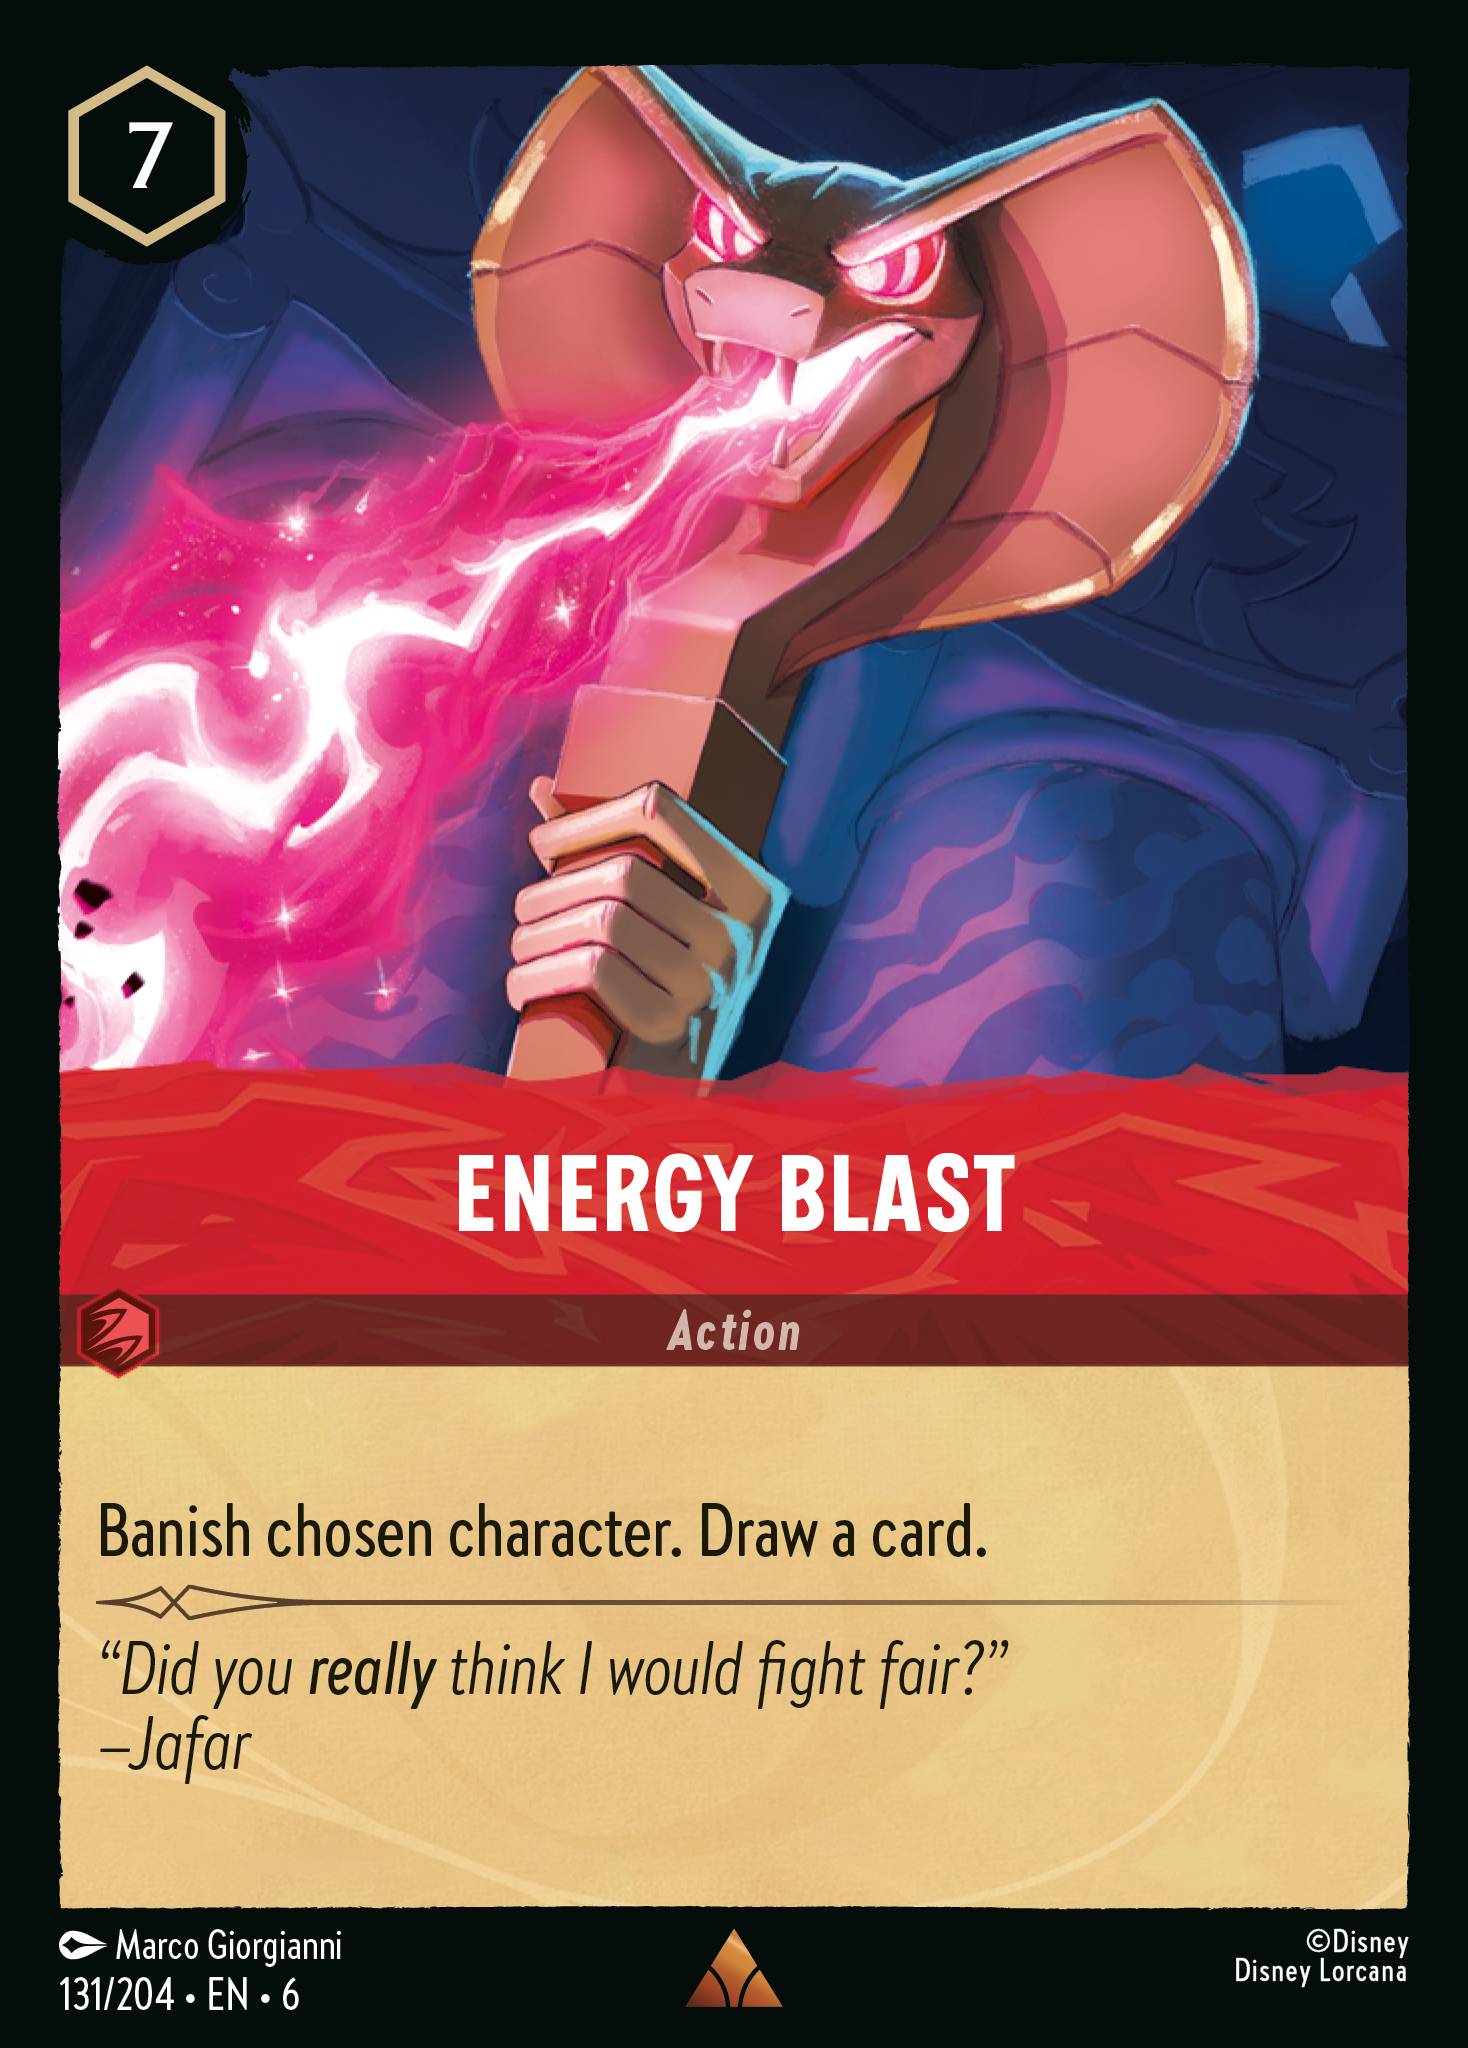 7
ENERGY BLAST
Action
Banish chosen character. Draw a card.
“Did you really think I would fight fair?”
–Jafar
Marco Giorgianni
131/204 • EN • 6
©Disney
Disney Lorcana